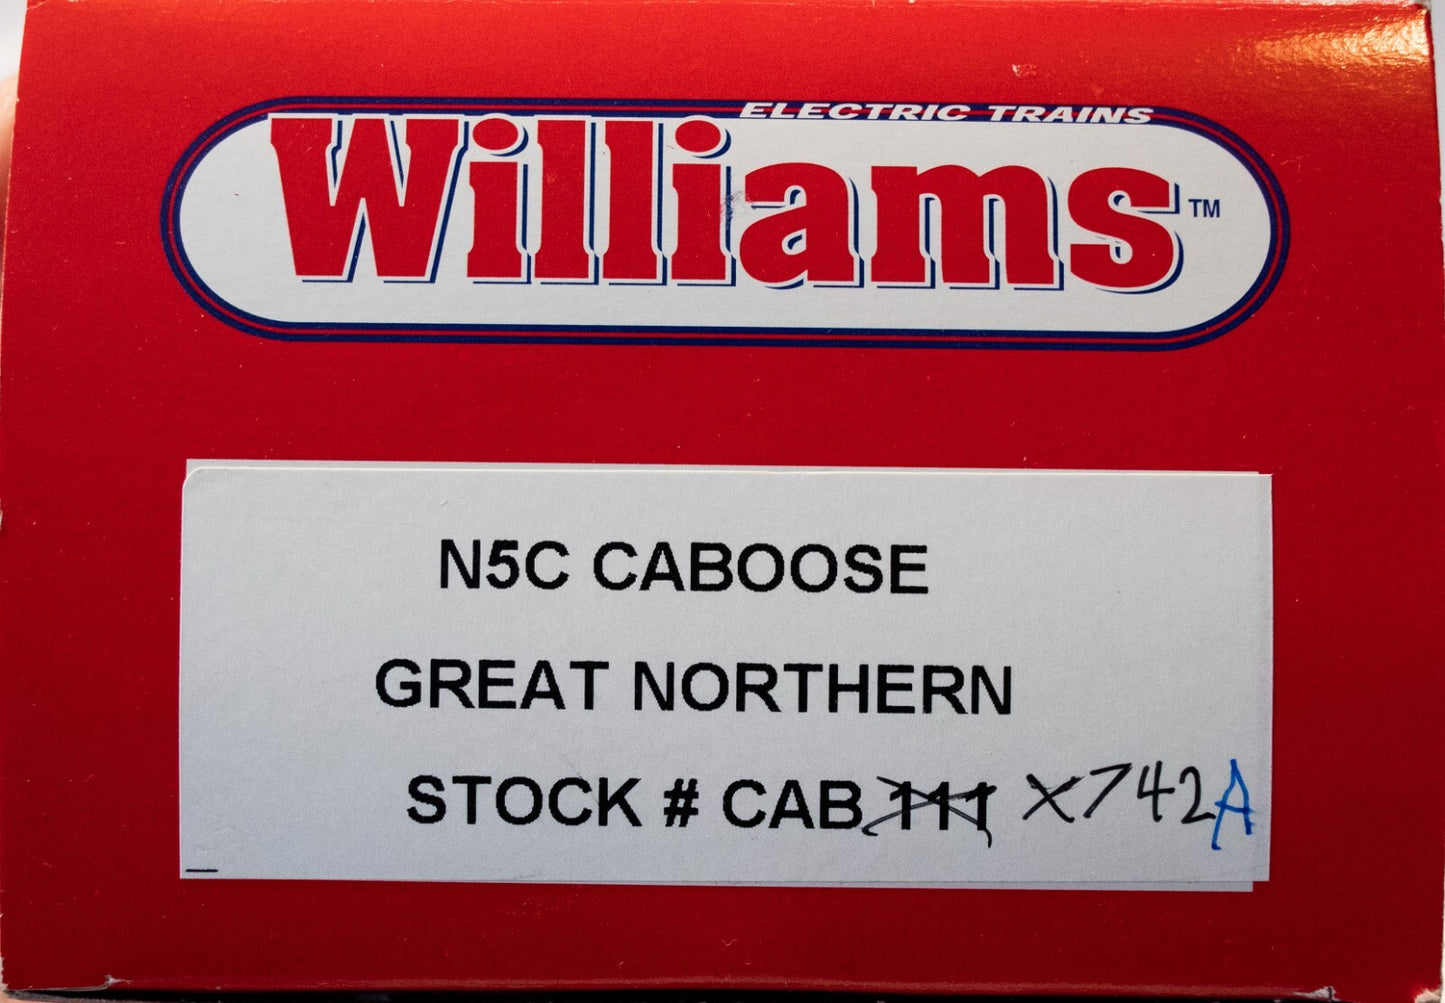 ELECTRIC TRAINS
Williams™
N5C CABOOSE
GREAT NORTHERN
STOCK # CAB 111 X742A